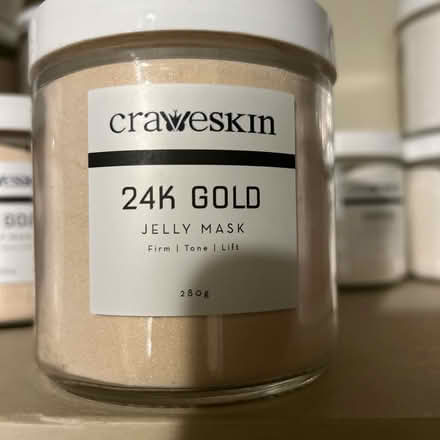 craveskin
24K GOLD
JELLY MASK
Firm | Tone | Lift
280g